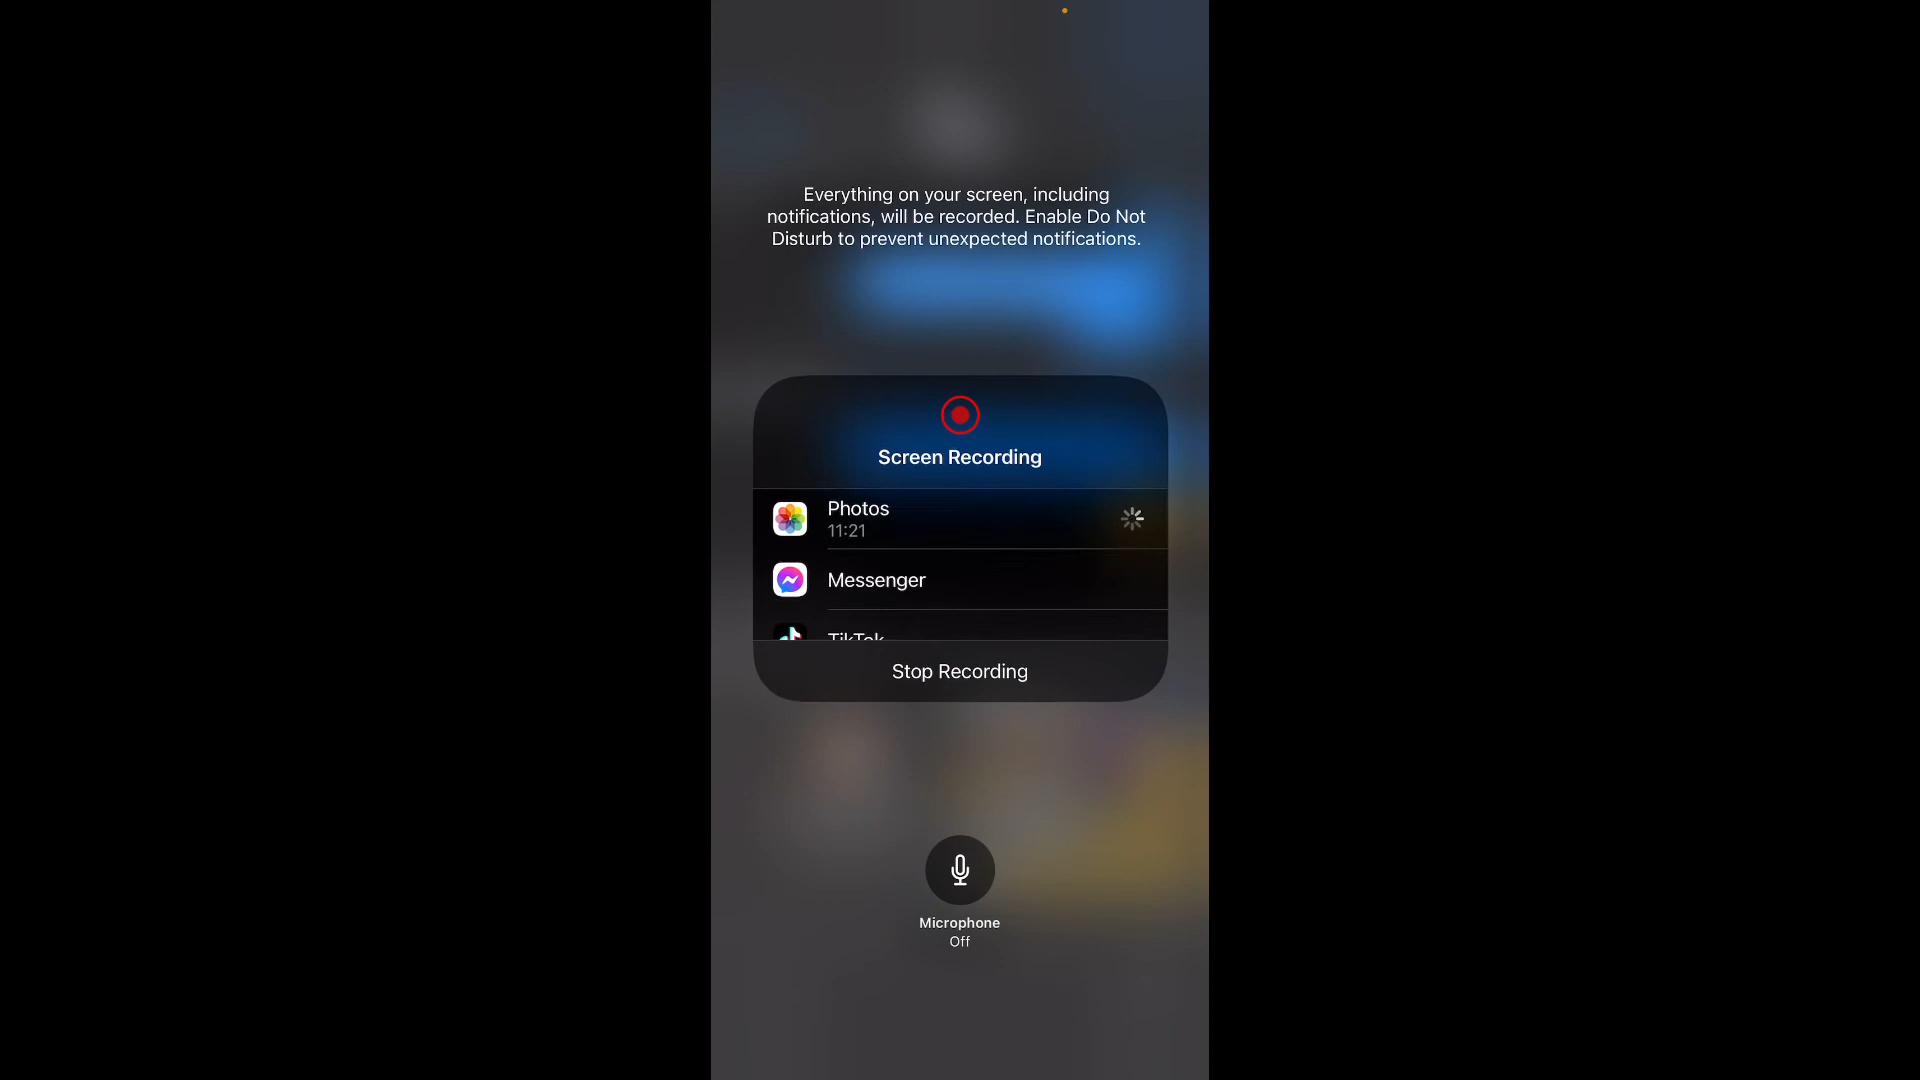 Everything on your screen, including
notifications, will be recorded. Enable Do Not
Disturb to prevent unexpected notifications.
Screen Recording
Photos
11:21
Messenger
TikTok
Stop Recording
Microphone
Off